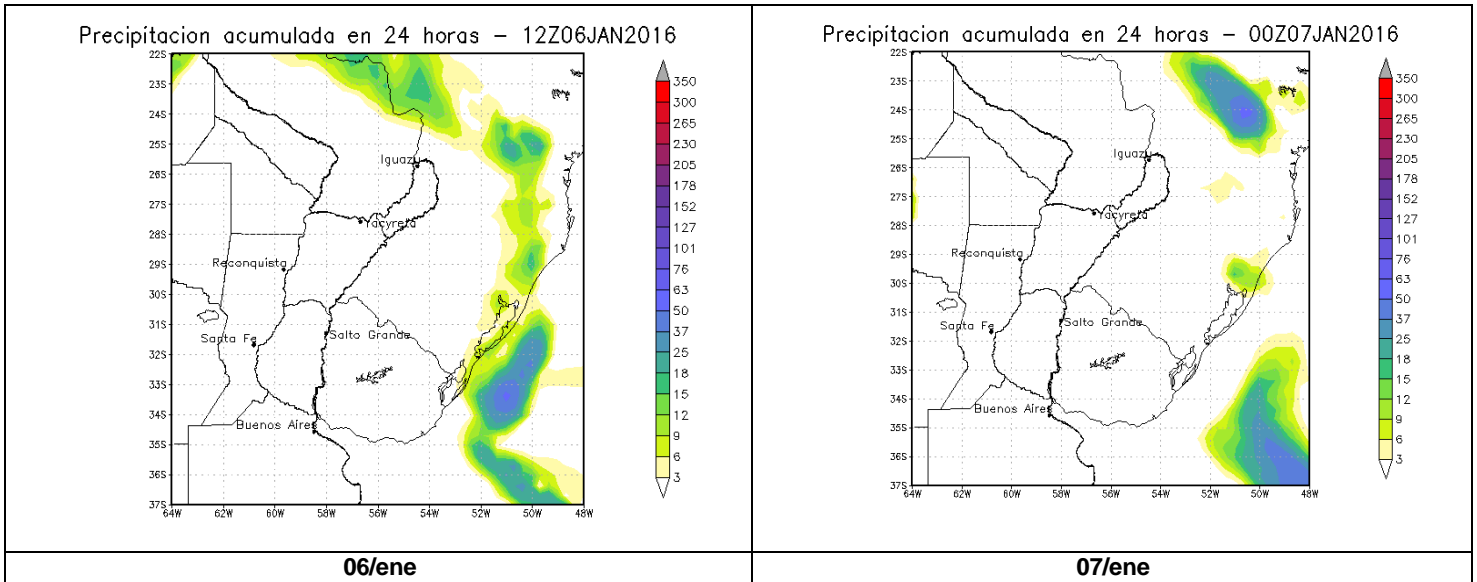 Precipitacion acumulada en 24 horas – 12Z06JAN2016
22S
23S
24S
25S
26S
27S
28S
29S
30S
31S
32S
33S
34S
35S
36S
37S
64W 62W 60W 58W 56W 54W 52W 50W 48W
Iguazu
Yacyreta
Reconquista
Santa Fe
Salto Grande
Buenos Aires
350
300
265
230
205
178
152
127
101
76
63
50
37
25
18
15
12
9
6
3
06/ene
Precipitacion acumulada en 24 horas – 00Z07JAN2016
22S
23S
24S
25S
26S
27S
28S
29S
30S
31S
32S
33S
34S
35S
36S
37S
64W 62W 60W 58W 56W 54W 52W 50W 48W
Iguazu
Yacyreta
Reconquista
Santa Fe
Salto Grande
Buenos Aires
350
300
265
230
205
178
152
127
101
76
63
50
37
25
18
15
12
9
6
3
07/ene